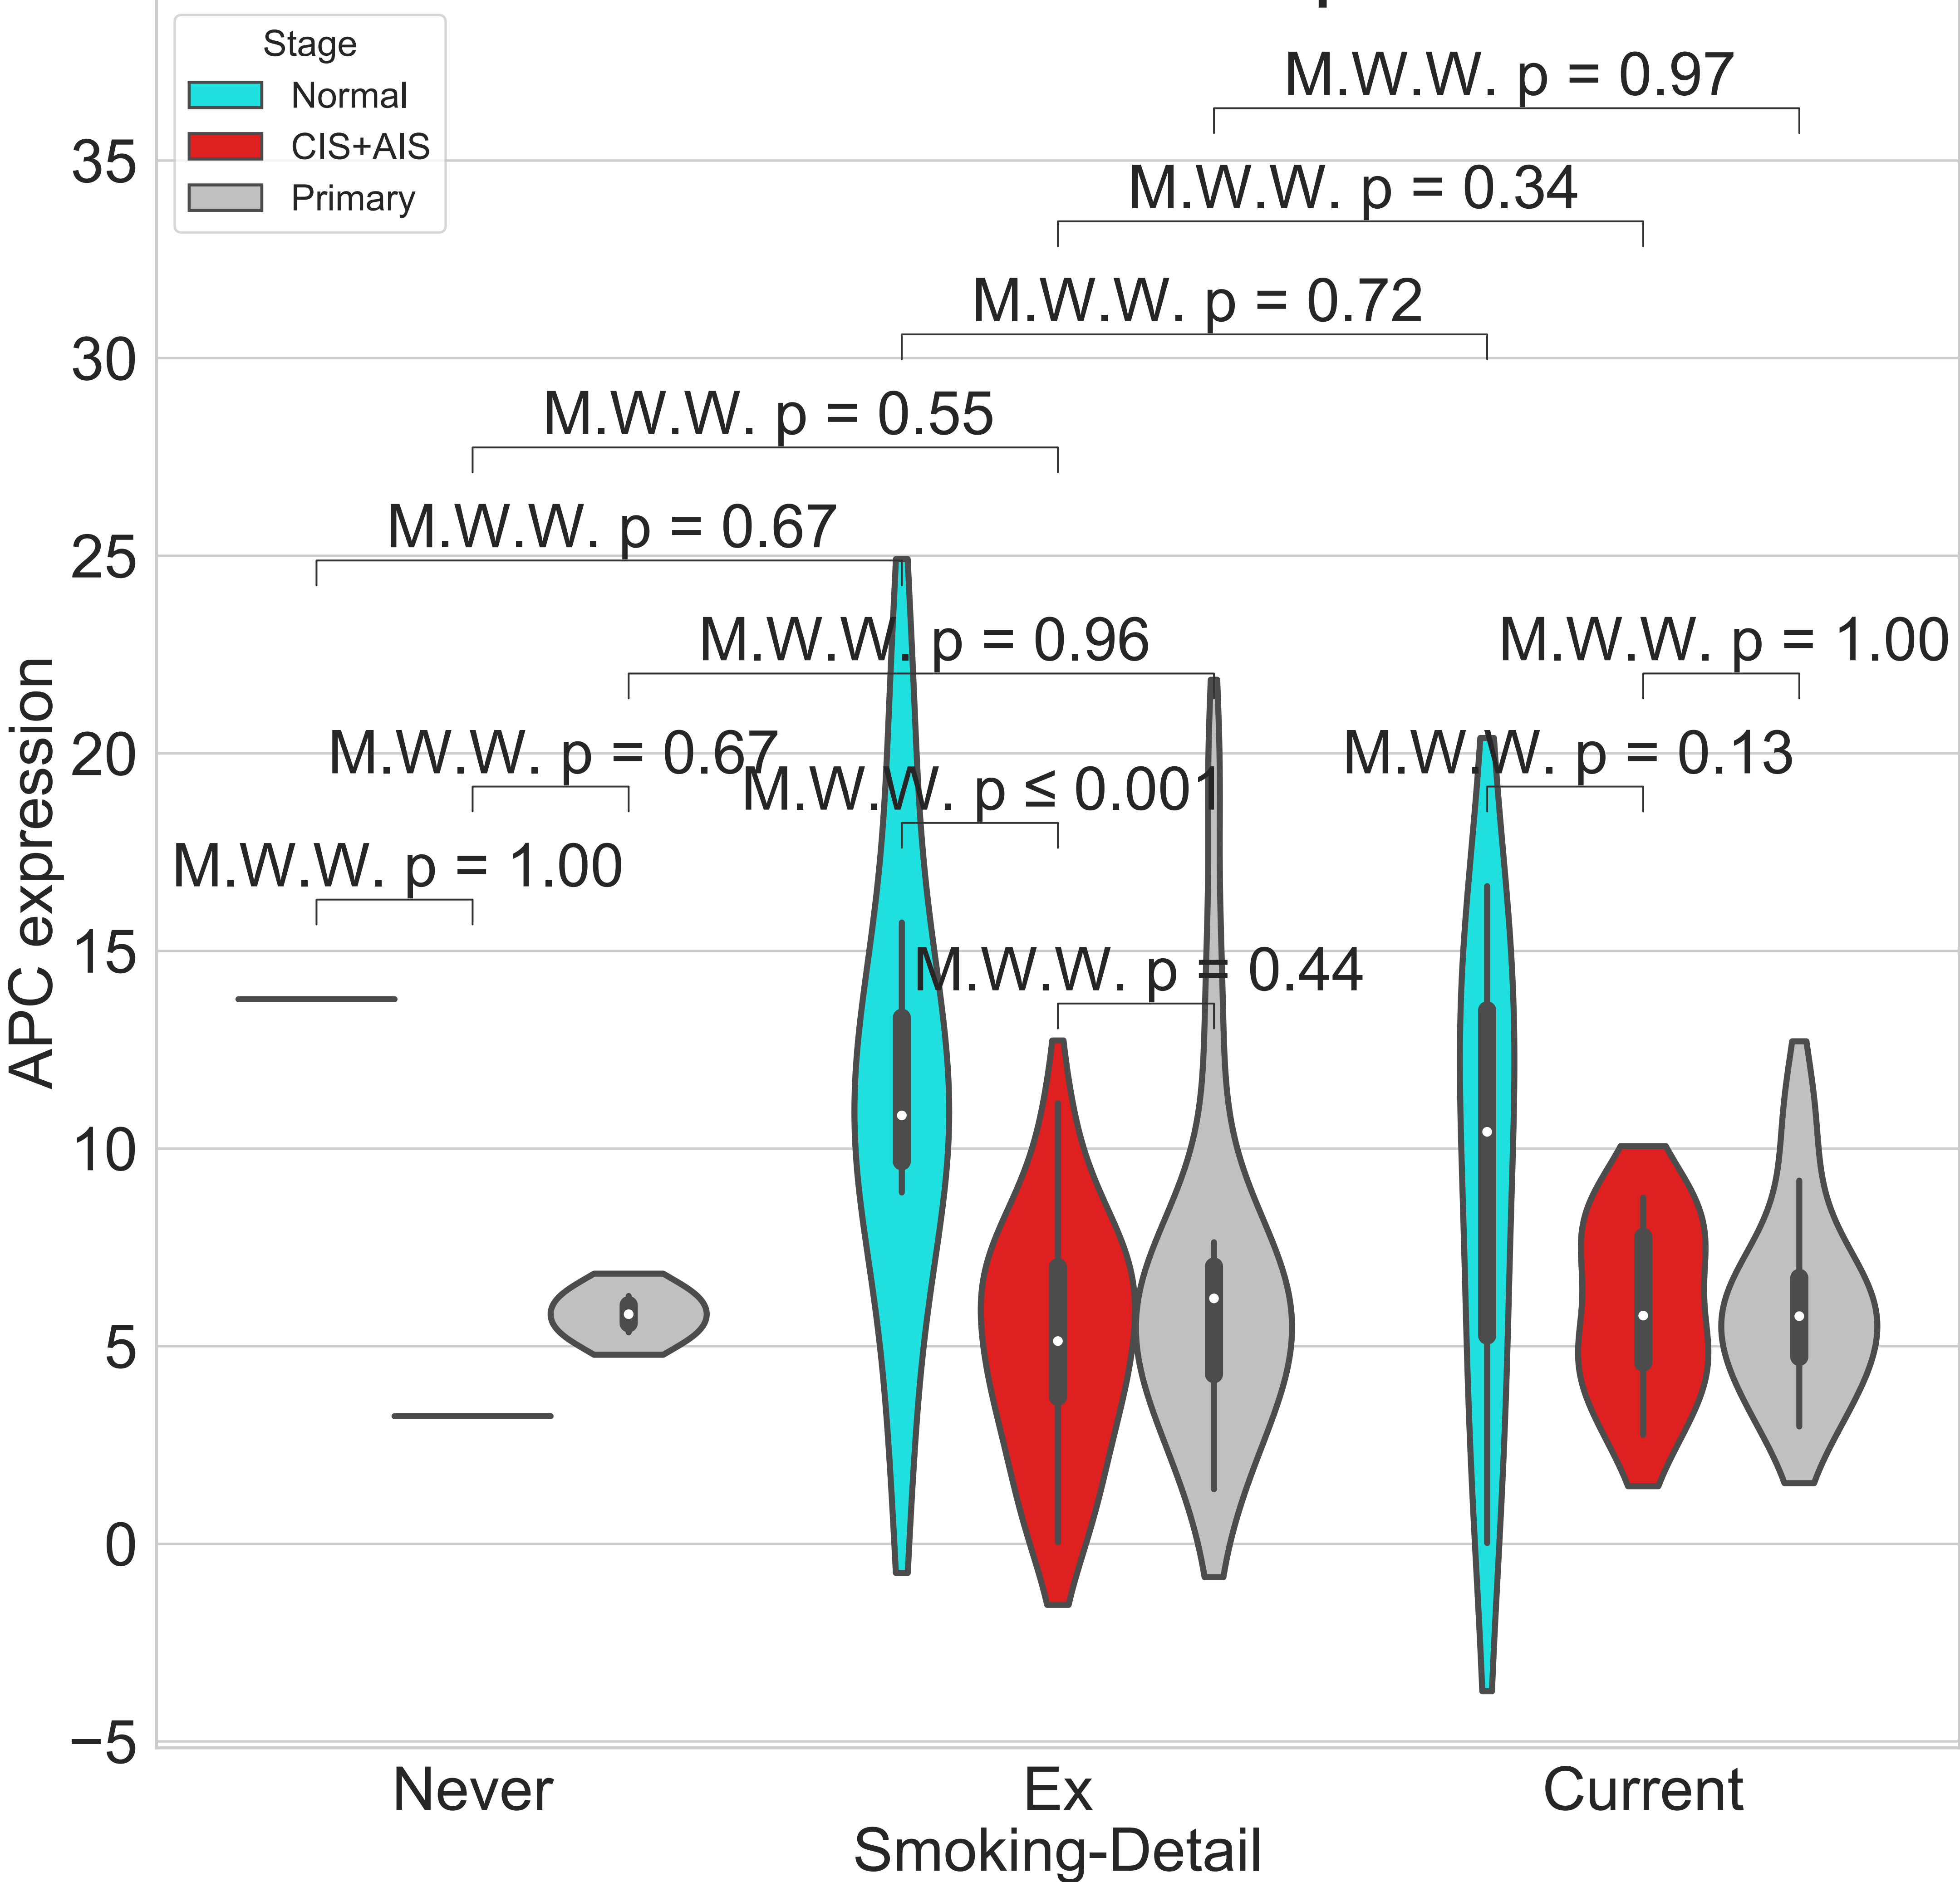 Stage
Normal
CIS+AIS
Primary
M.W.W. p = 0.97
M.W.W. p = 0.34
M.W.W. p = 0.72
M.W.W. p = 0.55
M.W.W. p = 0.67
M.W.W. p = 0.96
M.W.W. p = 1.00
M.W.W. p = 0.67
M.W.W. p = 0.13
M.W.W. p ≤ 0.001
M.W.W. p = 1.00
M.W.W. p = 0.44
APC expression
35
30
25
20
15
10
5
0
−5
Never
Ex
Current
Smoking-Detail